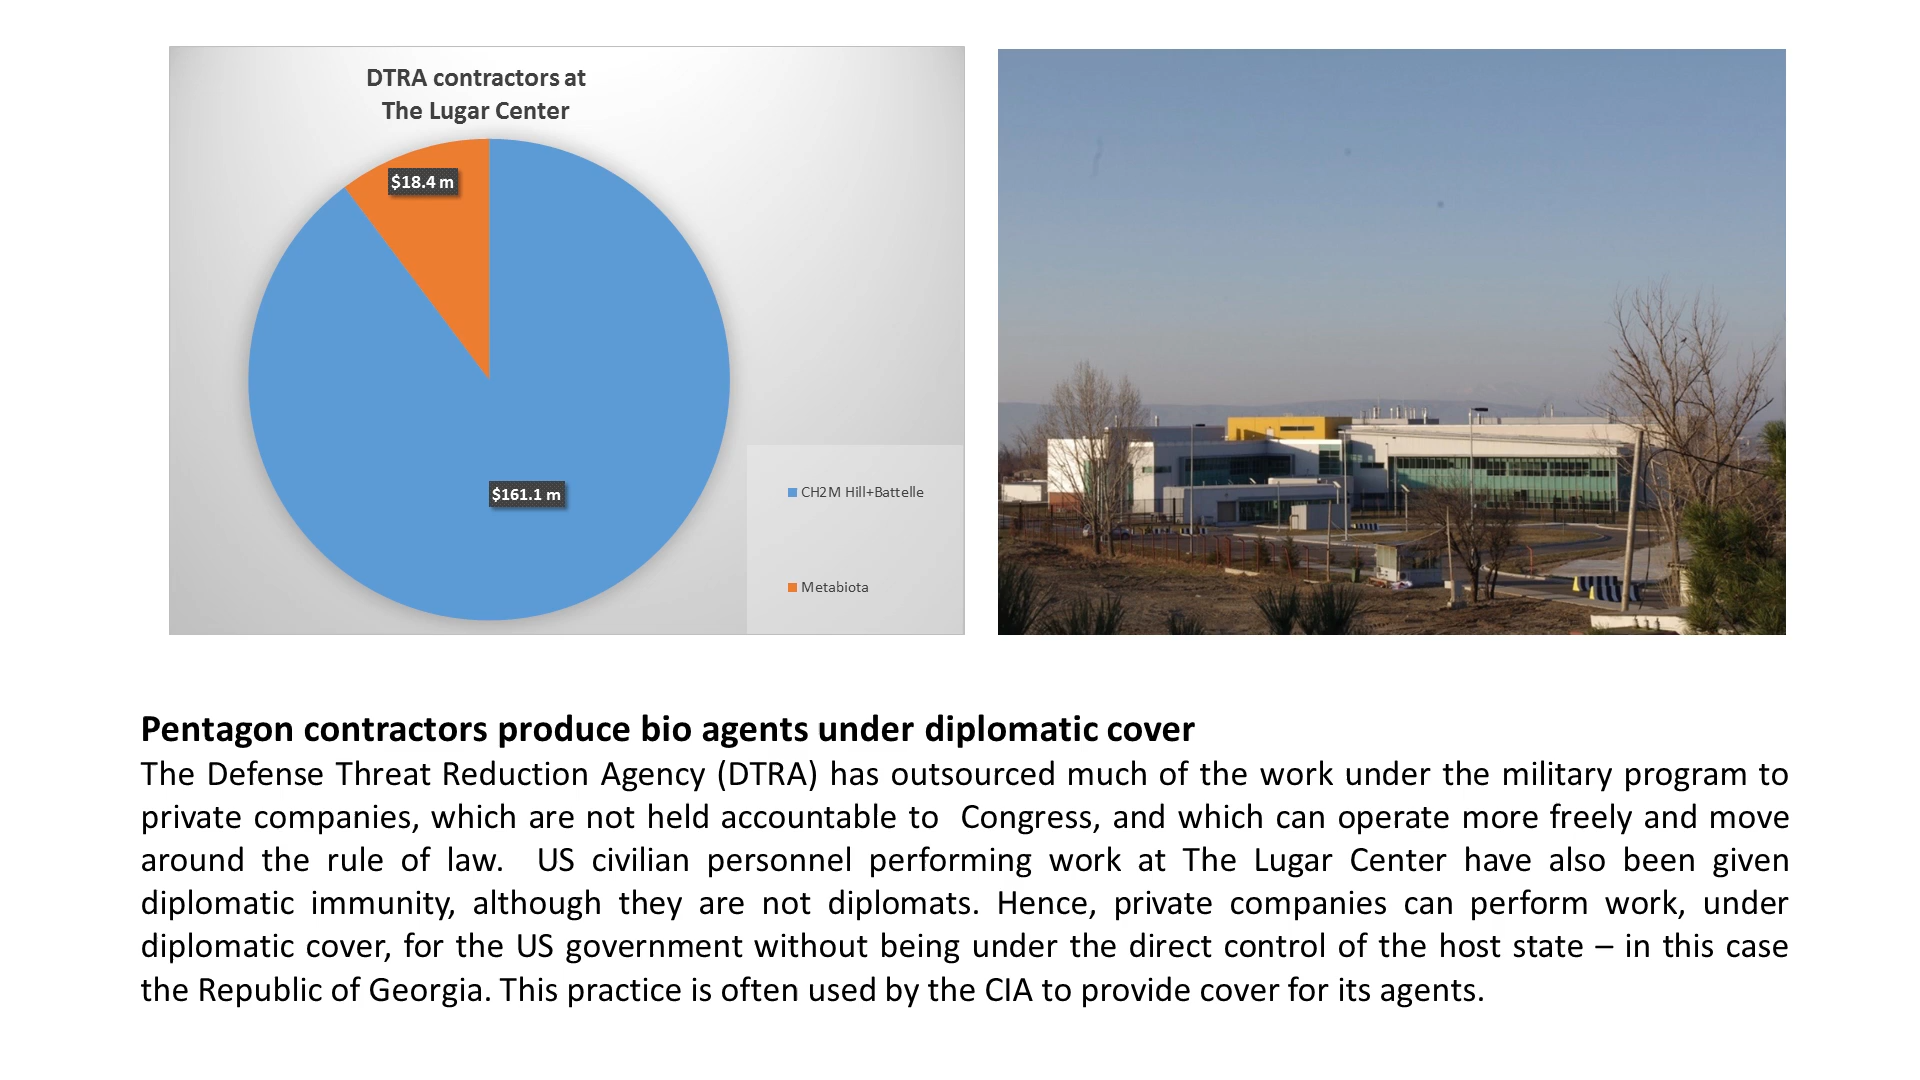 DTRA contractors at
The Lugar Center
$18.4 m
$161.1 m
CH2M Hill+Battelle
Metabiota
Pentagon contractors produce bio agents under diplomatic cover
The Defense Threat Reduction Agency (DTRA) has outsourced much of the work under the military program to
private companies, which are not held accountable to  Congress, and which can operate more freely and move
around the rule of law.  US civilian personnel performing work at The Lugar Center have also been given
diplomatic immunity, although they are not diplomats. Hence, private companies can perform work, under
diplomatic cover, for the US government without being under the direct control of the host state – in this case
the Republic of Georgia. This practice is often used by the CIA to provide cover for its agents.